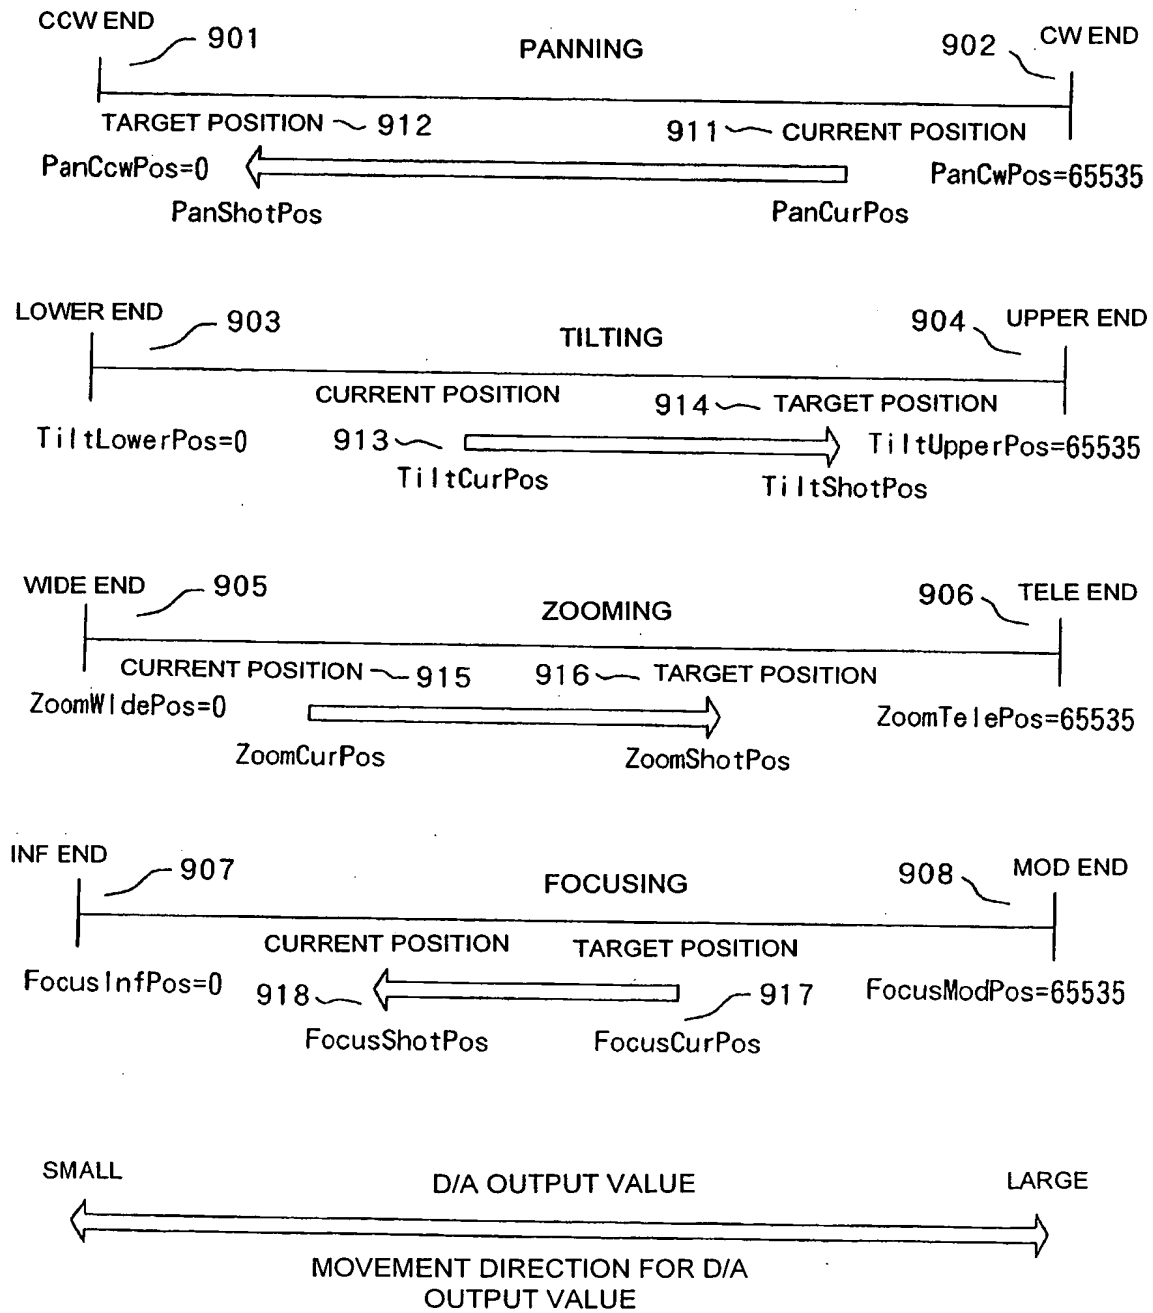 CCW END
901
PANNING
902
CW END
TARGET POSITION
912
911
CURRENT POSITION
PanCcwPos=0
PanCwPos=65535
PanShotPos
PanCurPos
LOWER END
903
TILTING
904
UPPER END
CURRENT POSITION
914
TARGET POSITION
TiltLowerPos=0
913
TiltUpperPos=65535
TiltCurPos
TiltShotPos
WIDE END
905
ZOOMING
906
TELE END
CURRENT POSITION
915
916
TARGET POSITION
ZoomWIdePos=0
ZoomTelePos=65535
ZoomCurPos
ZoomShotPos
INF END
907
FOCUSING
908
MOD END
CURRENT POSITION
TARGET POSITION
FocusInfPos=0
918
917
FocusModPos=65535
FocusShotPos
FocusCurPos
SMALL
D/A OUTPUT VALUE
LARGE
MOVEMENT DIRECTION FOR D/A
OUTPUT VALUE